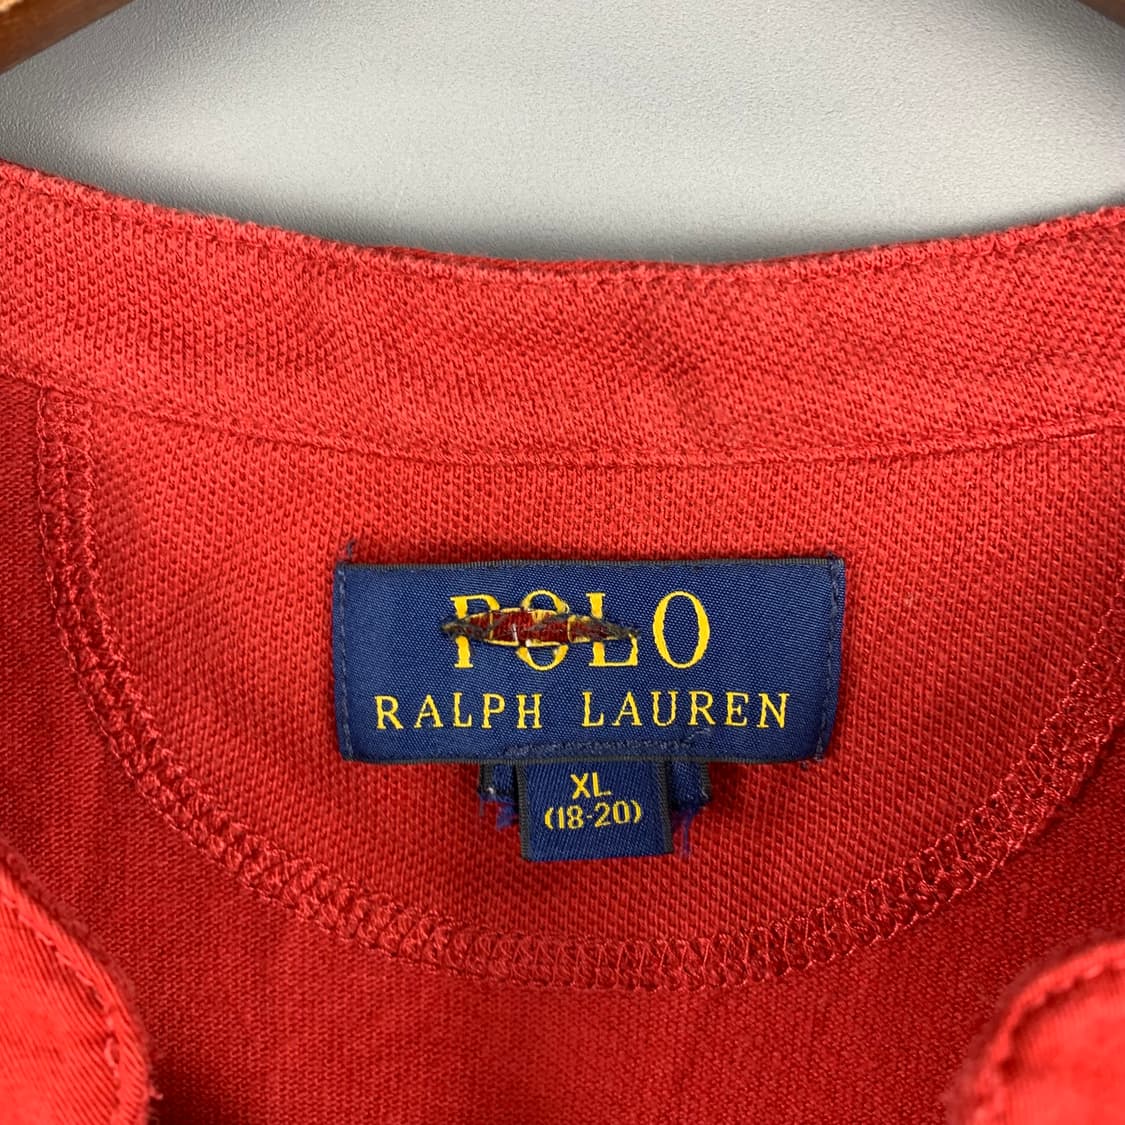 POLO
RALPH LAUREN
XL
(18-20)